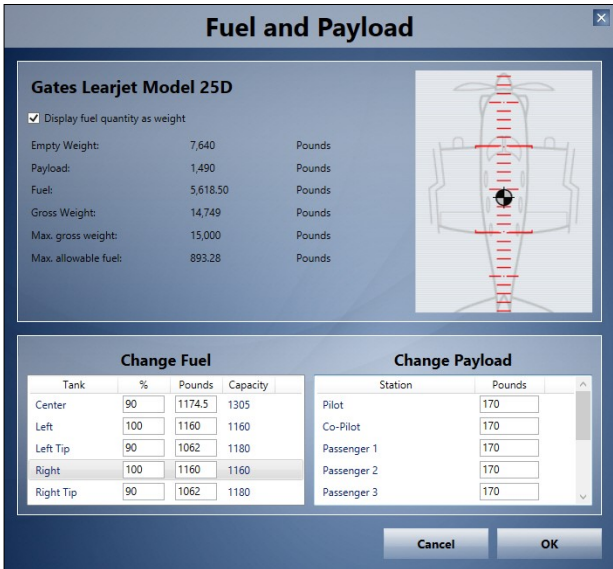 Fuel and Payload
Gates Learjet Model 25D
Display fuel quantity as weight
Empty Weight: 7,640 Pounds
Payload: 1,490 Pounds
Fuel: 5,618.50 Pounds
Gross Weight: 14,749 Pounds
Max. gross weight: 15,000 Pounds
Max. allowable fuel: 893.28 Pounds
Change Fuel
Tank % Pounds Capacity
Center 90 1174.5 1305
Left 100 1160 1160
Left Tip 90 1062 1180
Right 100 1160 1160
Right Tip 90 1062 1180
Change Payload
Station Pounds
Pilot 170
Co-Pilot 170
Passenger 1 170
Passenger 2 170
Passenger 3 170
Cancel OK